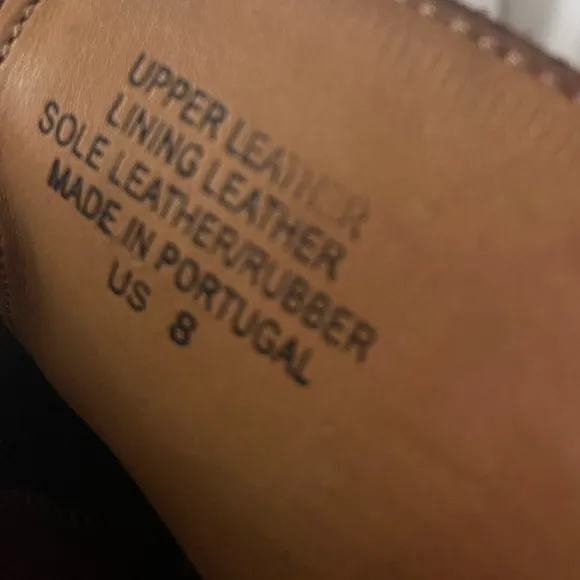 UPPER LEATHER
LINING LEATHER
SOLE LEATHER/RUBBER
MADE IN PORTUGAL
US 8